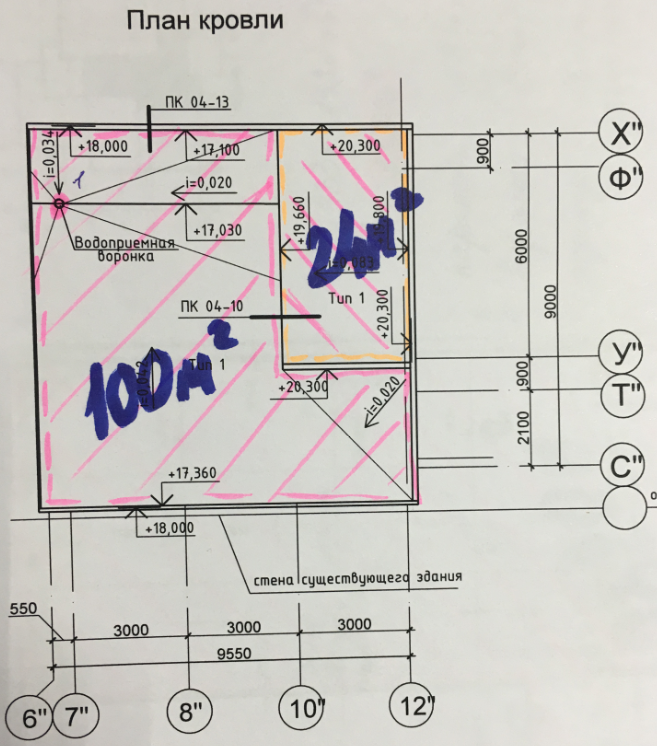 План кровли
ПК 04-13
Х"
+18,000
+17,100
+20,300
900
i=0,034
Ф"
1
i=0,020
+19,660
+17,030
Водоприемная
воронка
24м²
6000
i=0,083
Тип 1
9000
ПК 04-10
+20,300
100м²
Тип 1
У"
+20,300
i=0,020
900
Т"
2100
С"
+17,360
+18,000
стена существующего здания
550
3000
3000
3000
9550
6"
7"
8"
10"
12"